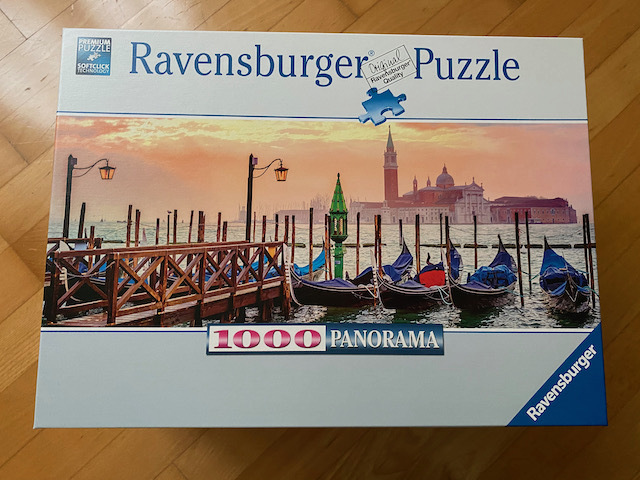 PREMIUM
PUZZLE
SOFTCLICK
TECHNOLOGY
Ravensburger® Puzzle
Original
Ravensburger
Quality
1000 PANORAMA
Ravensburger